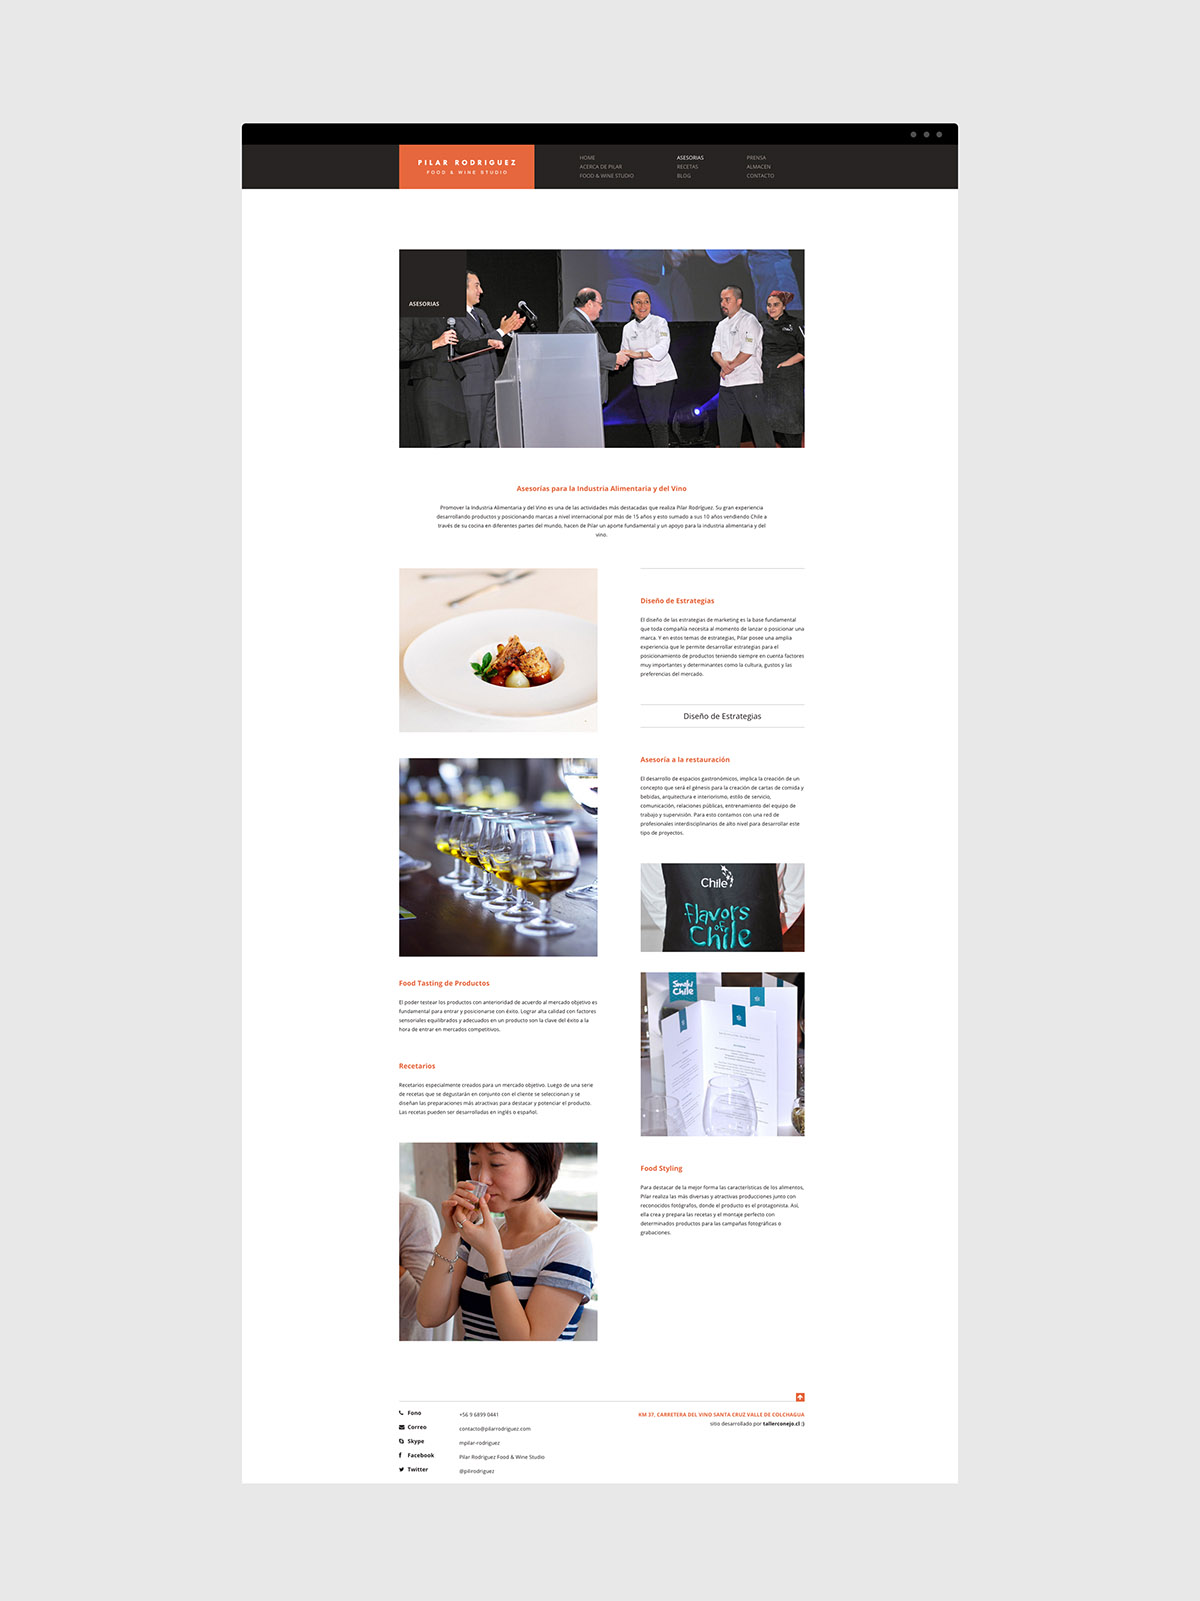 PILAR RODRIGUEZ
FOOD & WINE STUDIO
HOME
ACERCA DE PILAR
FOOD & WINE STUDIO
ASESORIAS
RECETAS
BLOG
PRENSA
ALMACEN
CONTACTO
ASESORIAS
Asesorías para la Industria Alimentaria y del Vino
Promover la Industria Alimentaria y del Vino es una de las actividades más destacadas que realiza Pilar Rodríguez. Su gran experiencia
desarrollando productos y posicionando marcas a nivel internacional por más de 15 años y esto sumado a sus 10 años vendiendo Chile a
través de su cocina en diferentes partes del mundo, hacen de Pilar un aporte fundamental y un apoyo para la industria alimentaria y del
vino.
Diseño de Estrategias
El diseño de las estrategias de marketing es la base fundamental
que toda compañía necesita al momento de lanzar o posicionar una
marca. Y en estos temas de estrategias, Pilar posee una amplia
experiencia que le permite desarrollar estrategias para el
posicionamiento de productos teniendo siempre en cuenta factores
muy importantes y determinantes como la cultura, gustos y las
preferencias del mercado.
Diseño de Estrategias
Asesoría a la restauración
El desarrollo de espacios gastronómicos, implica la creación de un
concepto que será el génesis para la creación de cartas de comida y
bebidas, arquitectura e interiorismo, estilo de servicio,
comunicación, relaciones públicas, entrenamiento del equipo de
trabajo y supervisión. Para esto contamos con una red de
profesionales interdisciplinarios de alto nivel para desarrollar este
tipo de proyectos.
Chile
Flavors
of
Chile
Chile
Food Tasting de Productos
El poder testear los productos con anterioridad de acuerdo al mercado objetivo es
fundamental para entrar y posicionarse con éxito. Lograr alta calidad con factores
sensoriales equilibrados y adecuados en un producto son la clave del éxito a la
hora de entrar en mercados competitivos.
Recetarios
Recetarios especialmente creados para un mercado objetivo. Luego de una serie
de recetas que se degustarán en conjunto con el cliente se seleccionan y se
diseñan las preparaciones más atractivas para destacar y potenciar el producto.
Las recetas pueden ser desarrolladas en inglés o español.
Food Styling
Para destacar de la mejor forma las características de los alimentos,
Pilar realiza las más diversas y atractivas producciones junto con
reconocidos fotógrafos, donde el producto es el protagonista. Así,
ella crea y prepara las recetas y el montaje perfecto con
determinados productos para las campañas fotográficas o
grabaciones.
Fono +56 9 6899 0441
Correo contacto@pilarrodriguez.com
Skype mpilar-rodriguez
Facebook Pilar Rodriguez Food & Wine Studio
Twitter @pilirodriguez
KM 37, CARRETERA DEL VINO SANTA CRUZ VALLE DE COLCHAGUA
sitio desarrollado por tallerconejo.cl :)